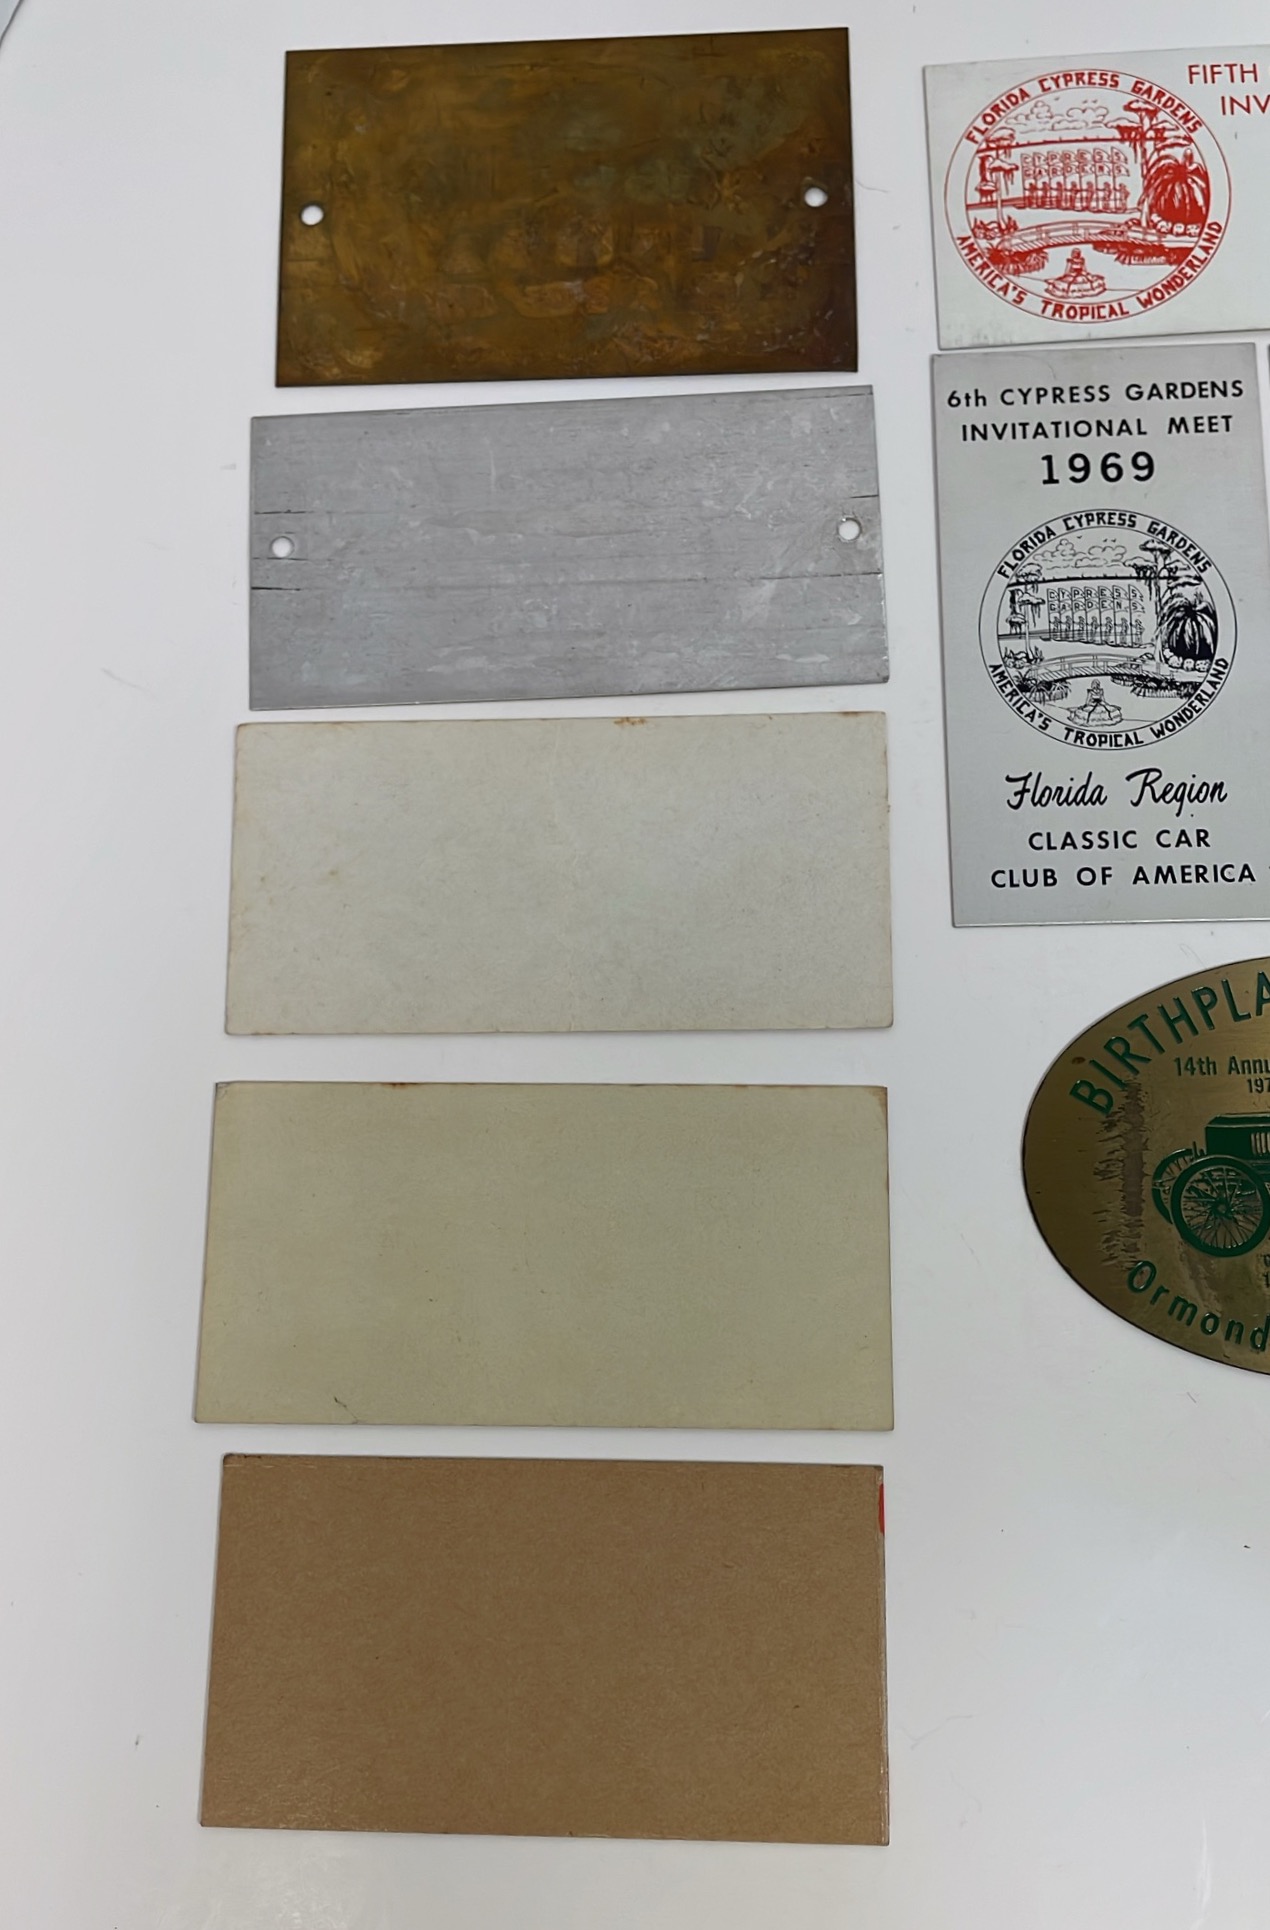 FIFTH
INV
FLORIDA CYPRESS GARDENS
CYPRESS
GARDENS
AMERICA'S TROPICAL WONDERLAND
6th CYPRESS GARDENS
INVITATIONAL MEET
1969
FLORIDA CYPRESS GARDENS
CYPRESS
GARDENS
AMERICA'S TROPICAL WONDERLAND
Florida Region
CLASSIC CAR
CLUB OF AMERICA
BIRTHPLA
14th Annu
197
Ormond